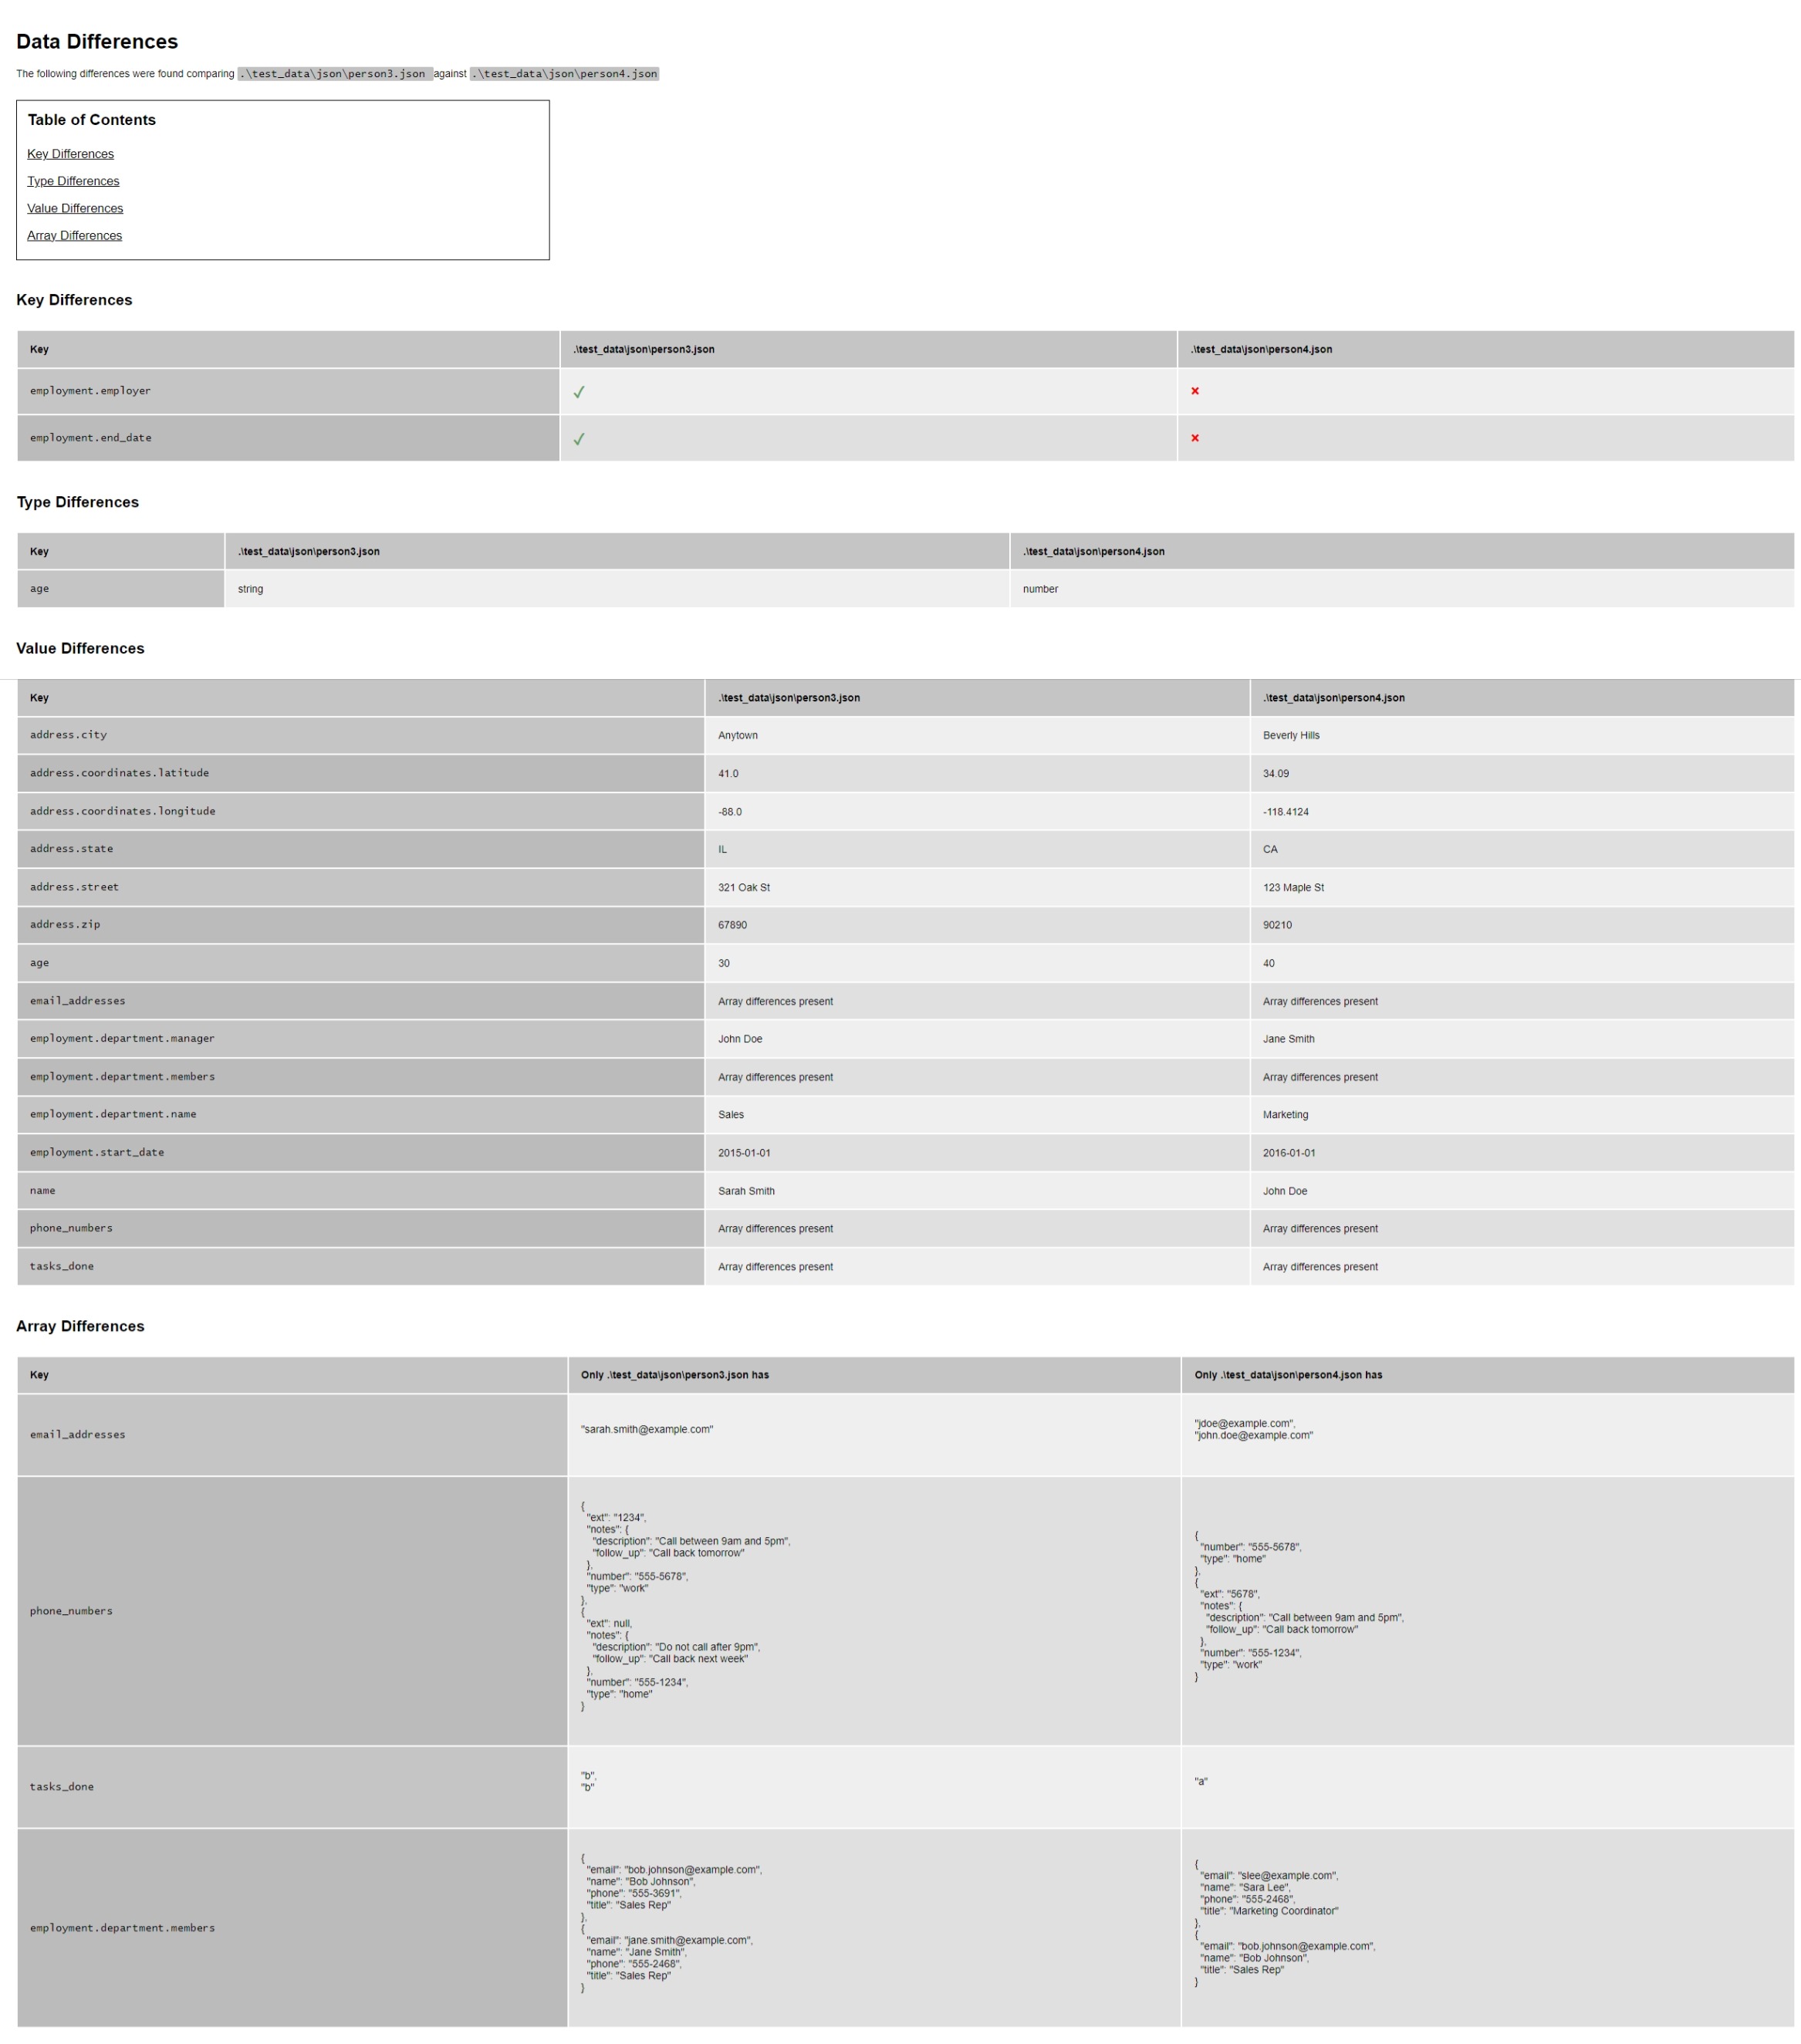 Data Differences
The following differences were found comparing .\test_data\json\person3.json against .\test_data\json\person4.json
Table of Contents
Key Differences
Type Differences
Value Differences
Array Differences
Key Differences
Key .\test_data\json\person3.json .\test_data\json\person4.json
employment.employer ✓ ×
employment.end_date ✓ ×
Type Differences
Key .\test_data\json\person3.json .\test_data\json\person4.json
age string number
Value Differences
Key .\test_data\json\person3.json .\test_data\json\person4.json
address.city Anytown Beverly Hills
address.coordinates.latitude 41.0 34.09
address.coordinates.longitude -88.0 -118.4124
address.state IL CA
address.street 321 Oak St 123 Maple St
address.zip 67890 90210
age 30 40
email_addresses Array differences present Array differences present
employment.department.manager John Doe Jane Smith
employment.department.members Array differences present Array differences present
employment.department.name Sales Marketing
employment.start_date 2015-01-01 2016-01-01
name Sarah Smith John Doe
phone_numbers Array differences present Array differences present
tasks_done Array differences present Array differences present
Array Differences
Key Only .\test_data\json\person3.json has Only .\test_data\json\person4.json has
email_addresses
"sarah.smith@example.com"
"jdoe@example.com",
"john.doe@example.com"
phone_numbers
{
"ext": "1234",
"notes": {
"description": "Call between 9am and 5pm",
"follow_up": "Call back tomorrow"
},
"number": "555-5678",
"type": "work"
},
{
"ext": null,
"notes": {
"description": "Do not call after 9pm",
"follow_up": "Call back next week"
},
"number": "555-1234",
"type": "home"
}
{
"number": "555-5678",
"type": "home"
},
{
"ext": "5678",
"notes": {
"description": "Call between 9am and 5pm",
"follow_up": "Call back tomorrow"
},
"number": "555-1234",
"type": "work"
}
tasks_done
"b",
"b"
"a"
employment.department.members
{
"email": "bob.johnson@example.com",
"name": "Bob Johnson",
"phone": "555-3691",
"title": "Sales Rep"
},
{
"email": "jane.smith@example.com",
"name": "Jane Smith",
"phone": "555-2468",
"title": "Sales Rep"
}
{
"email": "slee@example.com",
"name": "Sara Lee",
"phone": "555-2468",
"title": "Marketing Coordinator"
},
{
"email": "bob.johnson@example.com",
"name": "Bob Johnson",
"title": "Sales Rep"
}